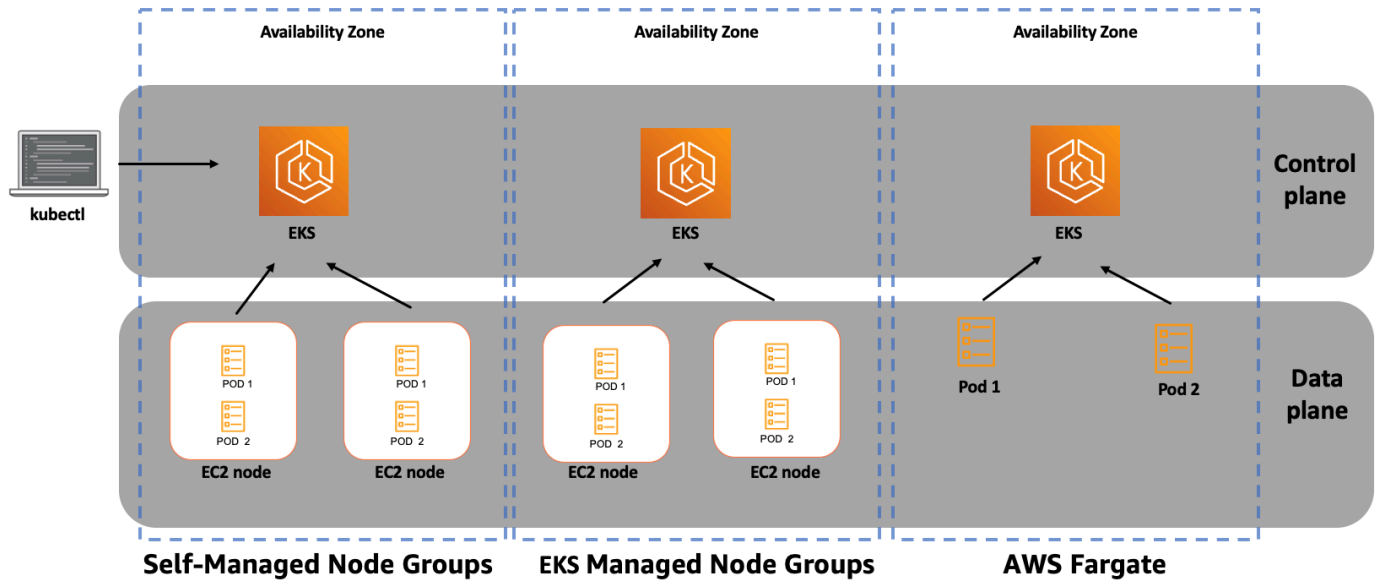 Availability Zone
Availability Zone
Availability Zone
kubectl
K
EKS
K
EKS
K
EKS
Control
plane
POD 1
POD 2
EC2 node
POD 1
POD 2
EC2 node
POD 1
POD 2
EC2 node
POD 1
POD 2
EC2 node
Pod 1
Pod 2
Data
plane
Self-Managed Node Groups
EKS Managed Node Groups
AWS Fargate